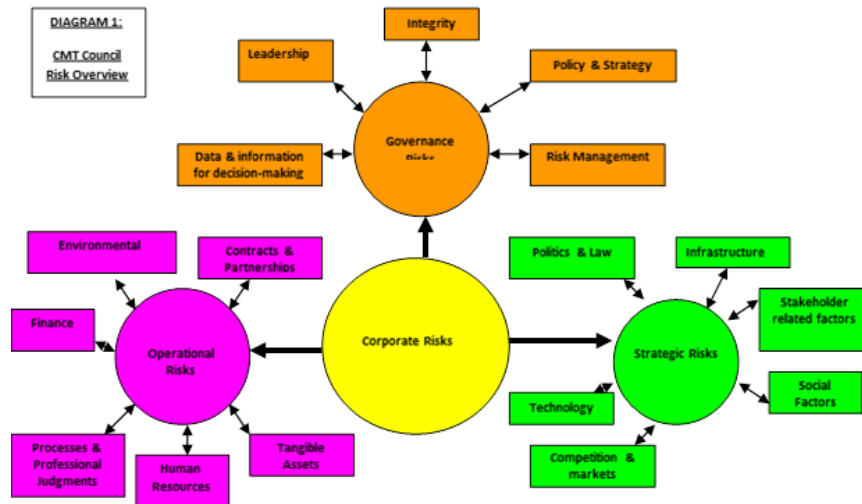 DIAGRAM 1:
CMT Council
Risk Overview
Integrity
Leadership
Policy & Strategy
Governance
Risks
Data & information
for decision-making
Risk Management
Environmental
Contracts &
Partnerships
Finance
Operational
Risks
Processes &
Professional
Judgments
Human
Resources
Tangible
Assets
Corporate Risks
Politics & Law
Infrastructure
Stakeholder
related factors
Strategic Risks
Technology
Social
Factors
Competition &
markets